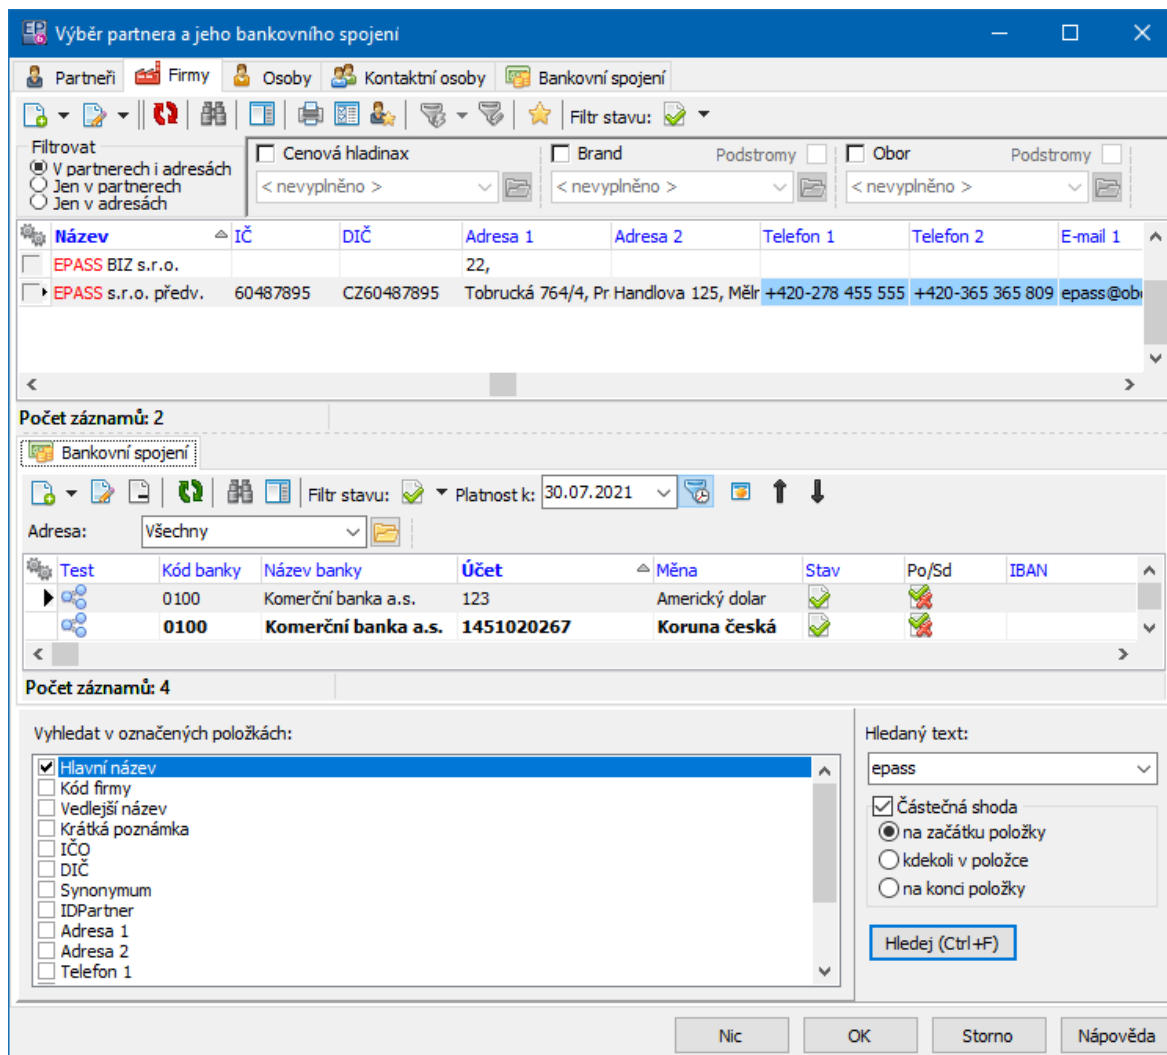 Výběr partnera a jeho bankovního spojení
Partneři Firmy Osoby Kontaktní osoby Bankovní spojení
Filtr stavu:
Filtrovat
V partnerech i adresách
Jen v partnerech
Jen v adresách
Cenová hladinax Brand Podstromy Obor Podstromy
< nevyplněno > < nevyplněno > < nevyplněno >
Název IČ DIČ Adresa 1 Adresa 2 Telefon 1 Telefon 2 E-mail 1
EPASS BIZ s.r.o. 22,
EPASS s.r.o. předv. 60487895 CZ60487895 Tobrucká 764/4, Pr Handlova 125, Mělr +420-278 455 555 +420-365 365 809 epass@ob
Počet záznamů: 2
Bankovní spojení
Filtr stavu: Platnost k: 30.07.2021
Adresa: Všechny
Test Kód banky Název banky Účet Měna Stav Po/Sd IBAN
0100 Komerční banka a.s. 123 Americký dolar
0100 Komerční banka a.s. 1451020267 Koruna česká
Počet záznamů: 4
Vyhledat v označených položkách:
Hlavní název
Kód firmy
Vedlejší název
Krátká poznámka
IČO
DIČ
Synonymum
IDPartner
Adresa 1
Adresa 2
Telefon 1
Hledaný text:
epass
Částečná shoda
na začátku položky
kdekoli v položce
na konci položky
Hledej (Ctrl+F)
Nic OK Storno Nápověda